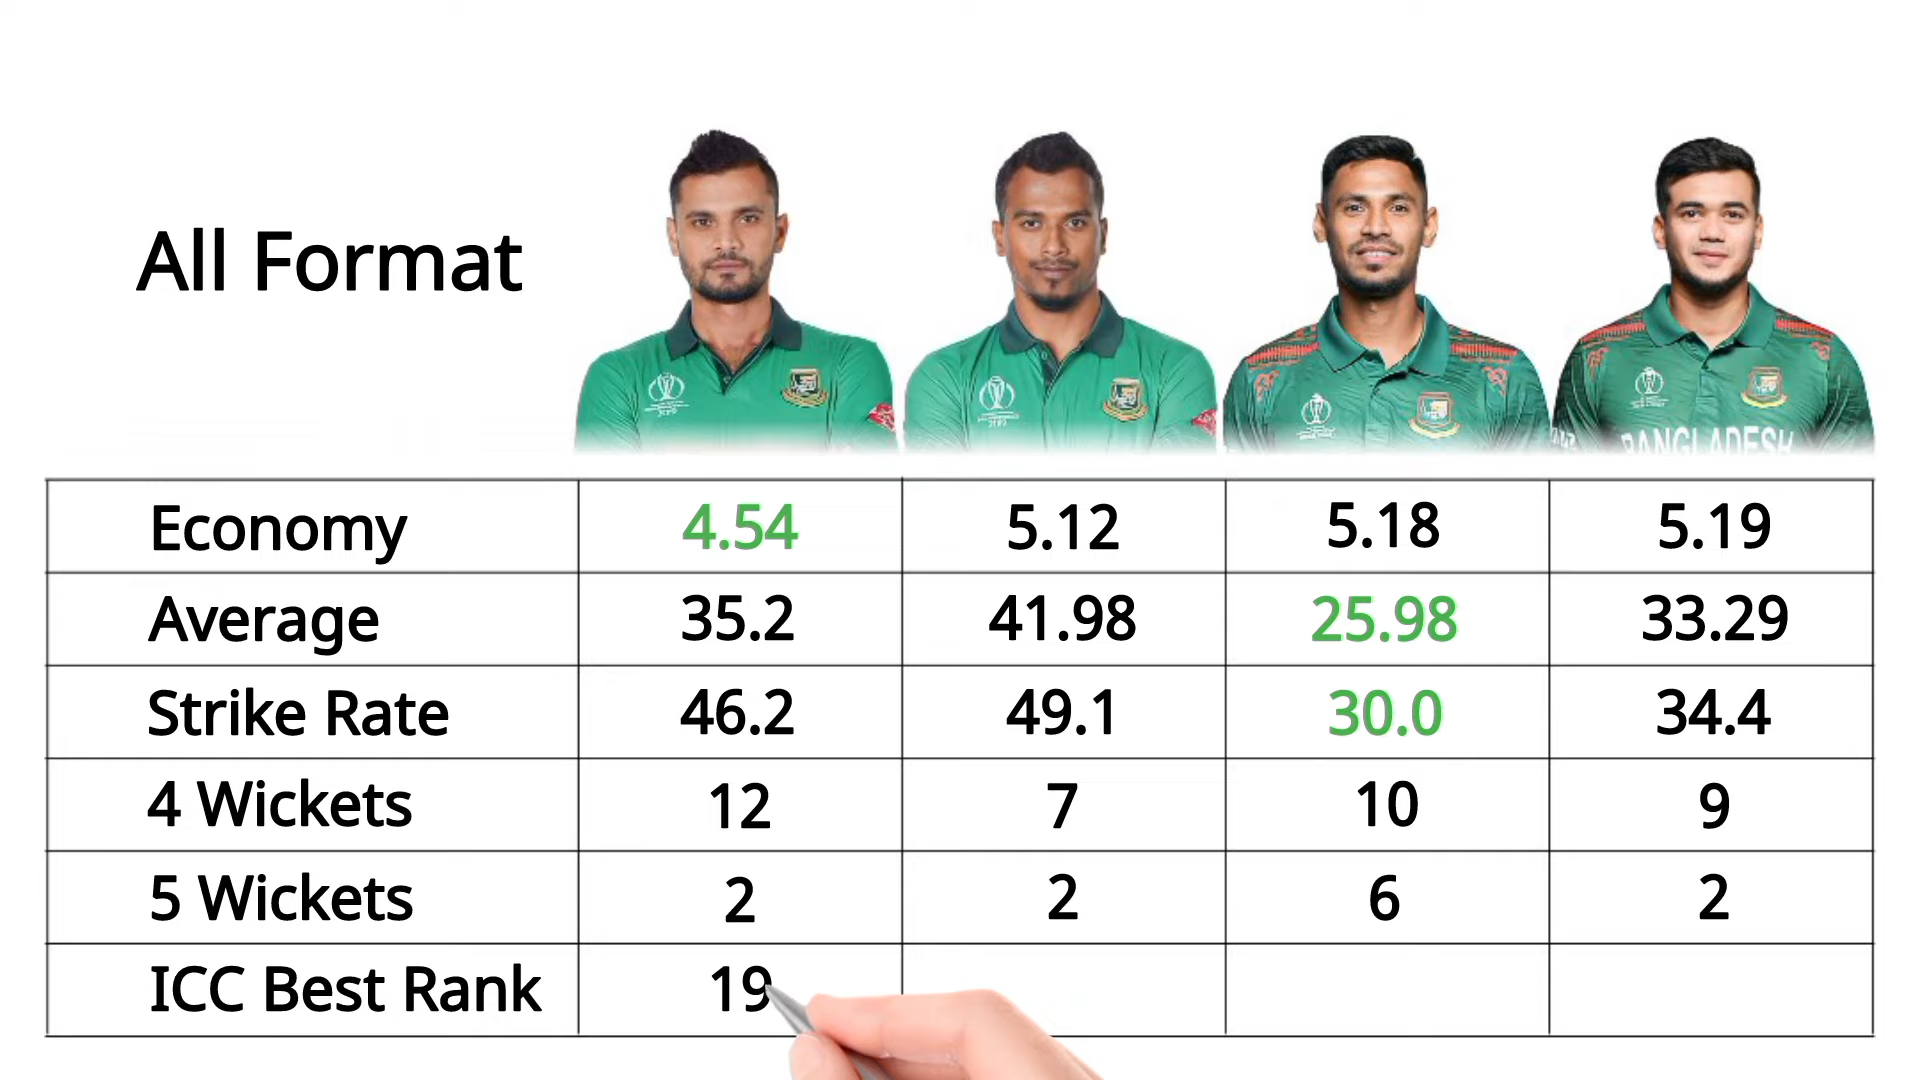 All Format
BANGLADESH
Economy 4.54 5.12 5.18 5.19
Average 35.2 41.98 25.98 33.29
Strike Rate 46.2 49.1 30.0 34.4
4 Wickets 12 7 10 9
5 Wickets 2 2 6 2
ICC Best Rank 19